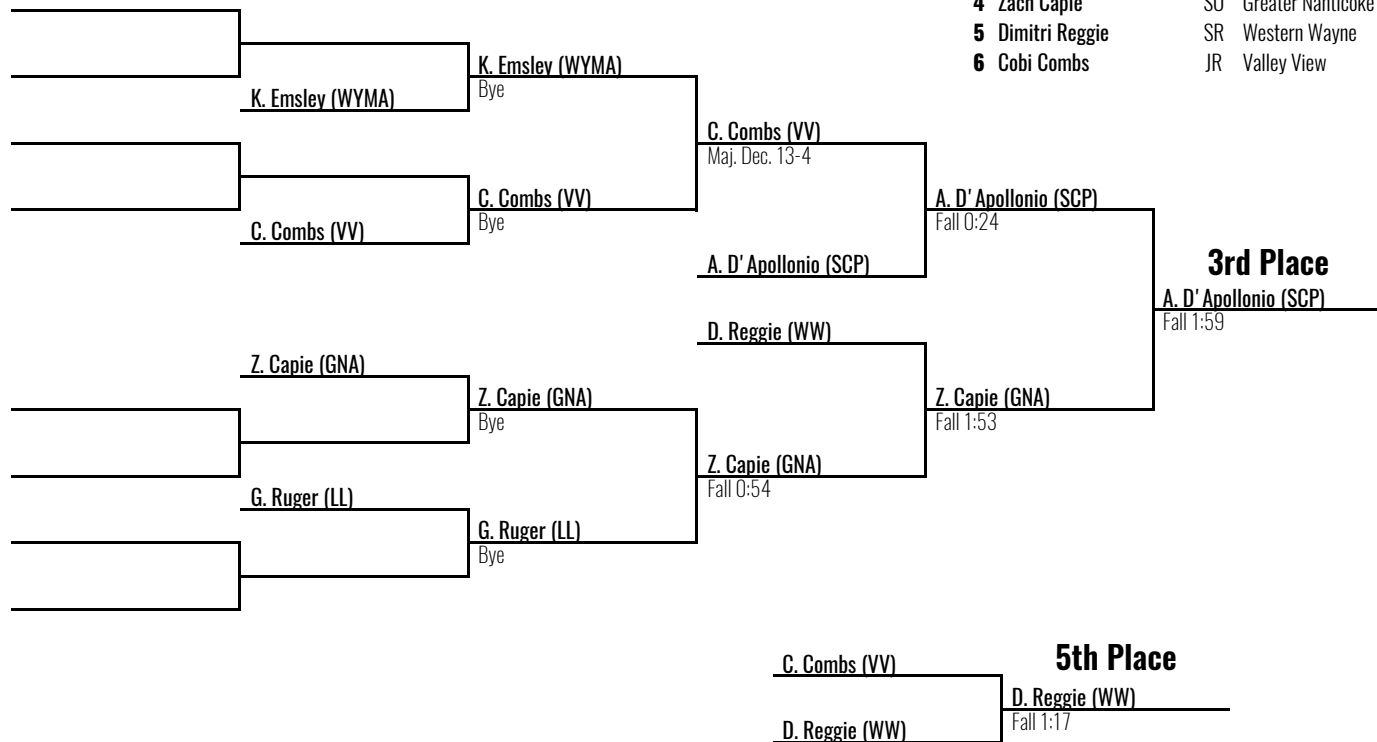 4 Zach Capie SO Greater Nanticoke
5 Dimitri Reggie SR Western Wayne
6 Cobi Combs JR Valley View
K. Emsley (WYMA)
K. Emsley (WYMA)
Bye
C. Combs (VV)
C. Combs (VV)
Bye
C. Combs (VV)
Maj. Dec. 13-4
A. D'Apollonio (SCP)
A. D'Apollonio (SCP)
Fall 0:24
D. Reggie (WW)
Z. Capie (GNA)
Z. Capie (GNA)
Bye
G. Ruger (LL)
G. Ruger (LL)
Bye
Z. Capie (GNA)
Fall 0:54
Z. Capie (GNA)
Fall 1:53
3rd Place
A. D'Apollonio (SCP)
Fall 1:59
5th Place
C. Combs (VV)
D. Reggie (WW)
D. Reggie (WW)
Fall 1:17